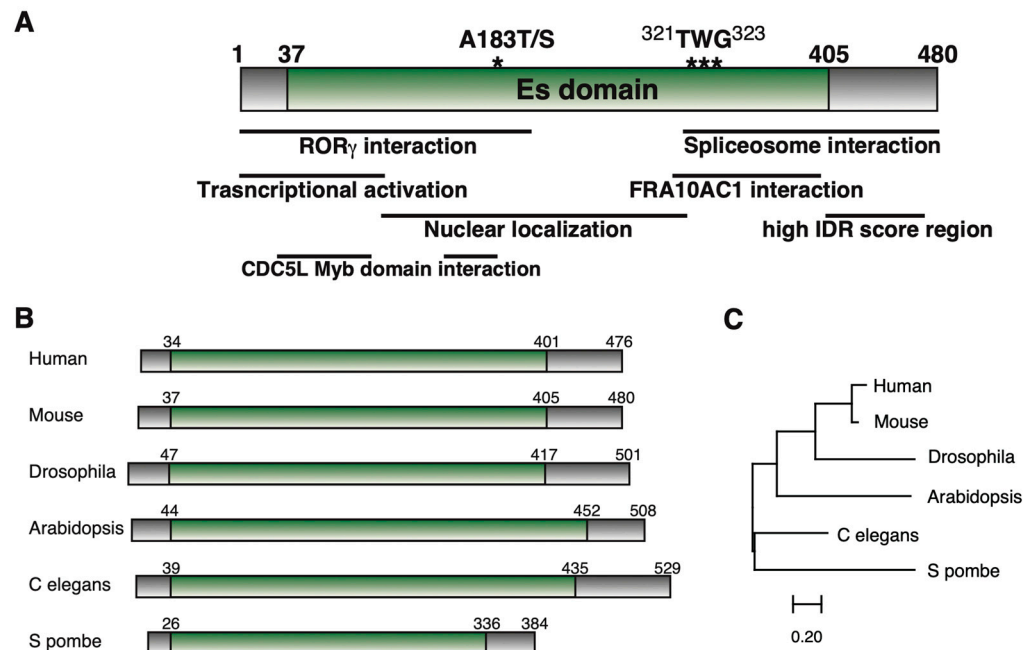 A
A183T/S
321TWG323
1 37 405 480
* ***
Es domain
RORγ interaction
Spliceosome interaction
Trasncriptional activation
FRA10AC1 interaction
Nuclear localization
high IDR score region
CDC5L Myb domain interaction
B
Human
34 401 476
Mouse
37 405 480
Drosophila
47 417 501
Arabidopsis
44 452 508
C elegans
39 435 529
S pombe
26 336 384
C
Human
Mouse
Drosophila
Arabidopsis
C elegans
S pombe
0.20